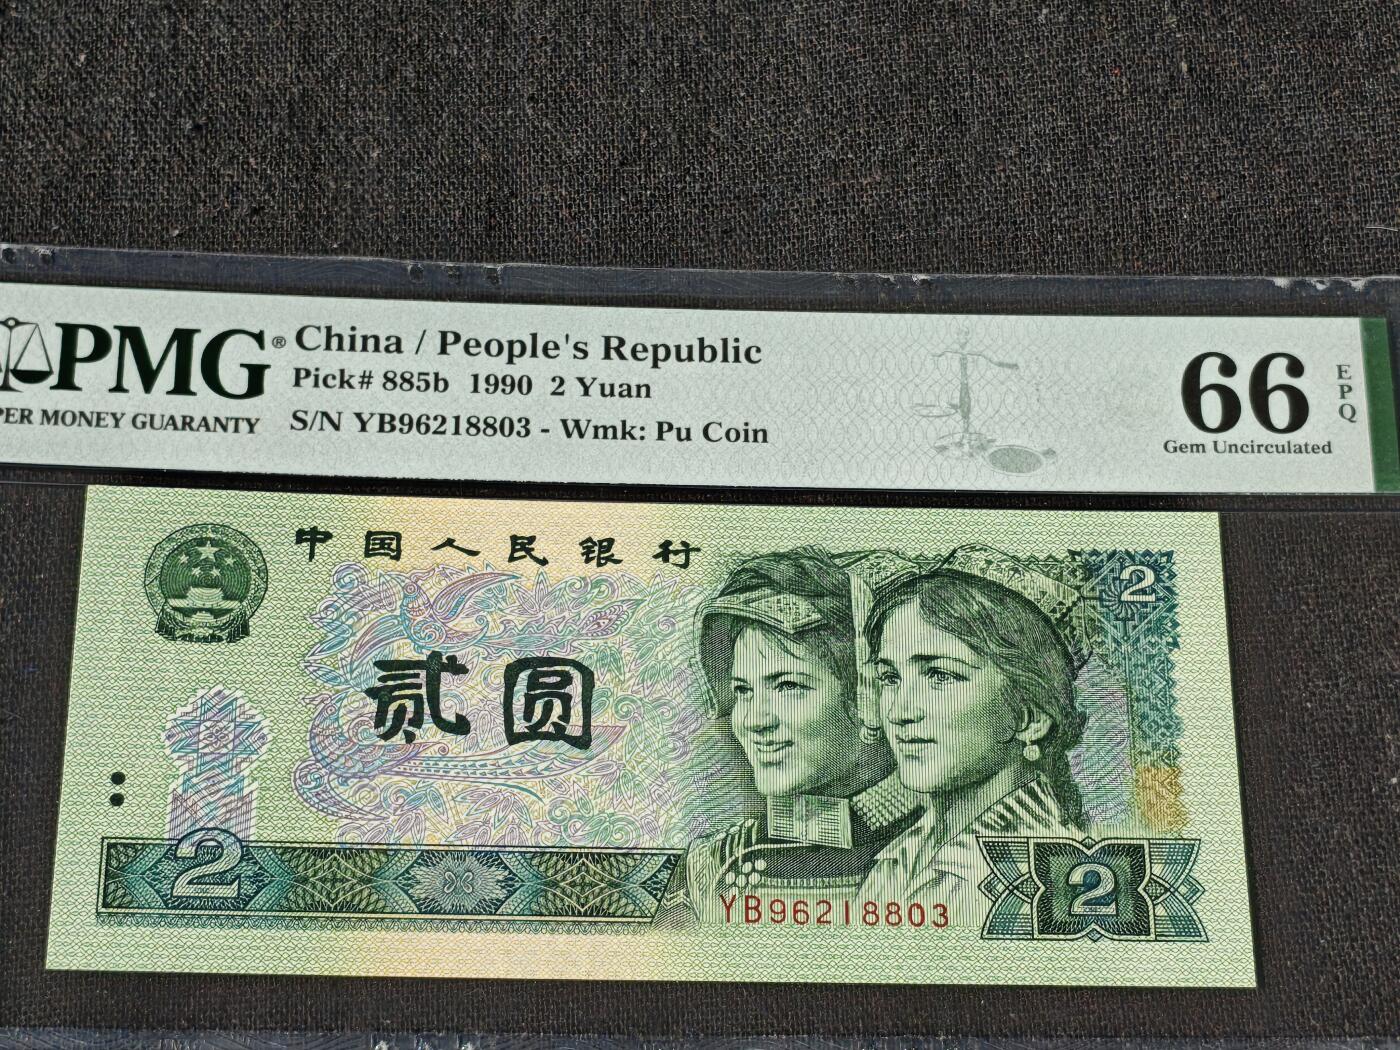 PMG® China / People's Republic
Pick# 885b 1990 2 Yuan
PER MONEY GUARANTY S/N YB96218803 - Wmk: Pu Coin
66 EPQ
Gem Uncirculated
中国人民银行
2
贰圆
2
YB96218803
2